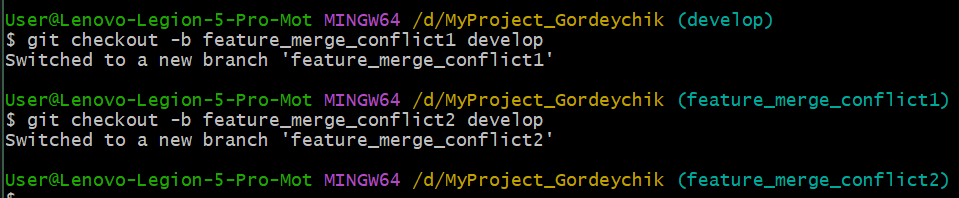 User@Lenovo-Legion-5-Pro-Mot MINGW64 /d/MyProject_Gordeychik (develop)
$ git checkout -b feature_merge_conflict1 develop
Switched to a new branch 'feature_merge_conflict1'
User@Lenovo-Legion-5-Pro-Mot MINGW64 /d/MyProject_Gordeychik (feature_merge_conflict1)
$ git checkout -b feature_merge_conflict2 develop
Switched to a new branch 'feature_merge_conflict2'
User@Lenovo-Legion-5-Pro-Mot MINGW64 /d/MyProject_Gordeychik (feature_merge_conflict2)
$